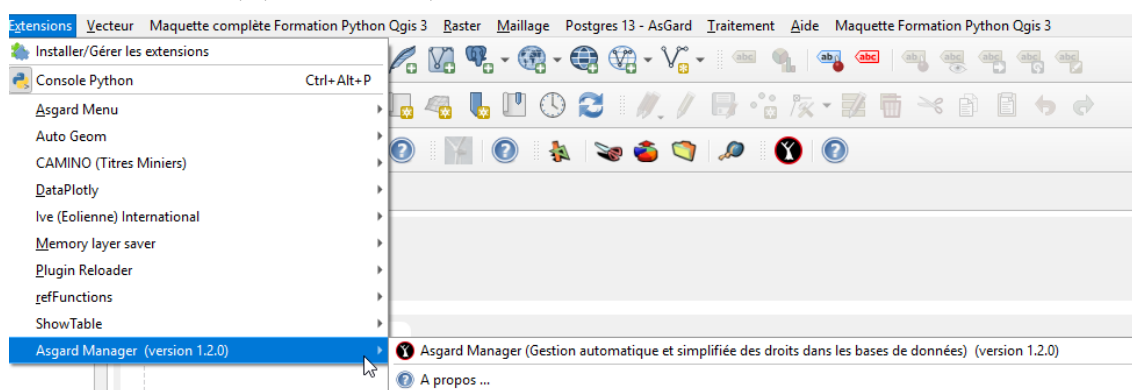 Extensions Vecteur Maquette complète Formation Python Qgis 3 Raster Maillage Postgres 13 - AsGard Traitement Aide Maquette Formation Python Qgis 3
Installer/Gérer les extensions
Console Python Ctrl+Alt+P
Asgard Menu
Auto Geom
CAMINO (Titres Miniers)
DataPlotly
Ive (Eolienne) International
Memory layer saver
Plugin Reloader
refFunctions
ShowTable
Asgard Manager (version 1.2.0)
Asgard Manager (Gestion automatique et simplifiée des droits dans les bases de données) (version 1.2.0)
A propos ...